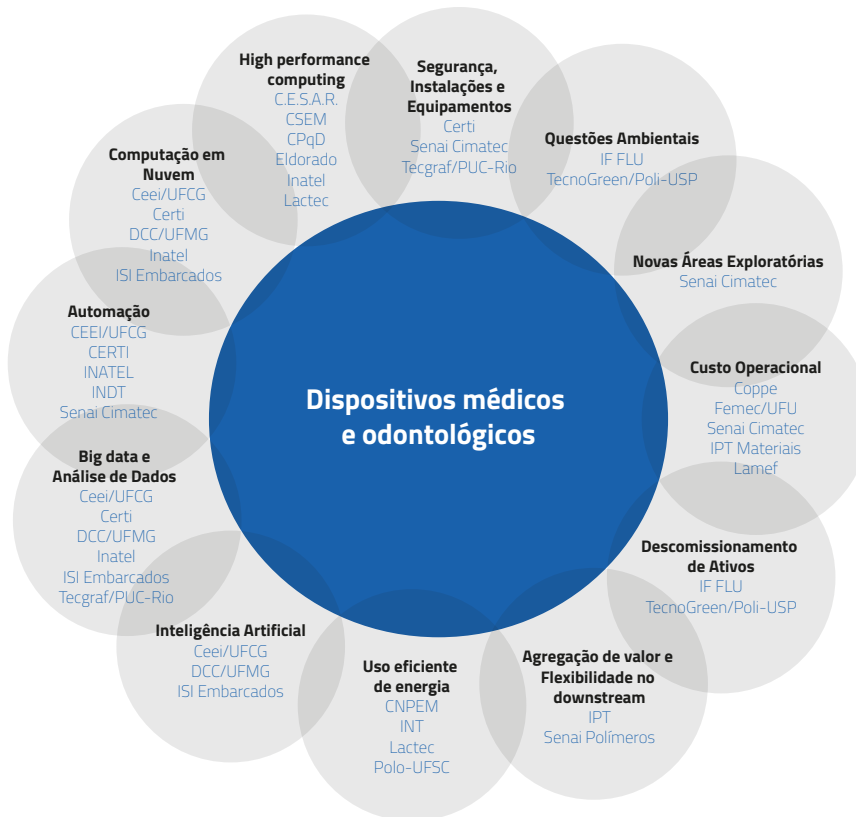 High performance
computing
C.E.S.A.R.
CSEM
CPqD
Eldorado
Inatel
Lactec
Segurança,
Instalações e
Equipamentos
Certi
Senai Cimatec
Tecgraf/PUC-Rio
Questões Ambientais
IF FLU
TecnoGreen/Poli-USP
Novas Áreas Exploratórias
Senai Cimatec
Custo Operacional
Coppe
Femec/UFU
Senai Cimatec
IPT Materiais
Lamef
Descomissionamento
de Ativos
IF FLU
TecnoGreen/Poli-USP
Agregação de valor e
Flexibilidade no
downstream
IPT
Senai Polímeros
Uso eficiente
de energia
CNPEM
INT
Lactec
Polo-UFSC
Inteligência Artificial
Ceei/UFCG
DCC/UFMG
ISI Embarcados
Big data e
Análise de Dados
Ceei/UFCG
Certi
DCC/UFMG
Inatel
ISI Embarcados
Tecgraf/PUC-Rio
Automação
CEEI/UFCG
CERTI
INATEL
INDT
Senai Cimatec
Computação em
Nuvem
Ceei/UFCG
Certi
DCC/UFMG
Inatel
ISI Embarcados
Dispositivos médicos
e odontológicos